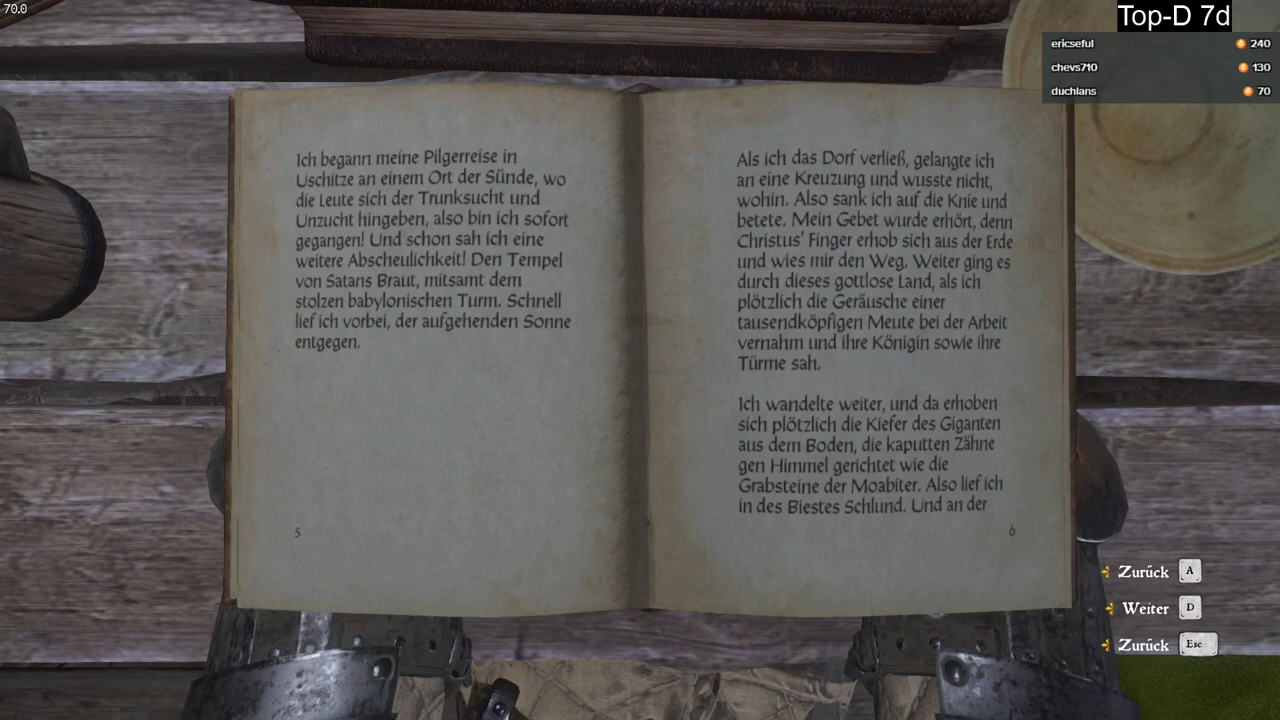 70.0
Top-D 7d
ericseful 240
chevs710 130
duchlans 70
Ich begann meine Pilgerreise in
Uschitze an einem Ort der Sünde, wo
die Leute sich der Trunksucht und
Unzucht hingeben, also bin ich sofort
gegangen! Und schon sah ich eine
weitere Abscheulichkeit! Den Tempel
von Satans Braut, mitsamt dem
stolzen babylonischen Turm. Schnell
lief ich vorbei, der aufgehenden Sonne
entgegen.
5
Als ich das Dorf verließ, gelangte ich
an eine Kreuzung und wusste nicht,
wohin. Also sank ich auf die Knie und
betete. Mein Gebet wurde erhört, denn
Christus' Finger erhob sich aus der Erde
und wies mir den Weg. Weiter ging es
durch dieses gottlose Land, als ich
plötzlich die Geräusche einer
tausendköpfigen Meute bei der Arbeit
vernahm und ihre Königin sowie ihre
Türme sah.
Ich wandelte weiter, und da erhoben
sich plötzlich die Kiefer des Giganten
aus dem Boden, die kaputten Zähne
gen Himmel gerichtet wie die
Grabsteine der Moabiter. Also lief ich
in des Biestes Schlund. Und an der
6
Zurück A
Weiter D
Zurück Esc